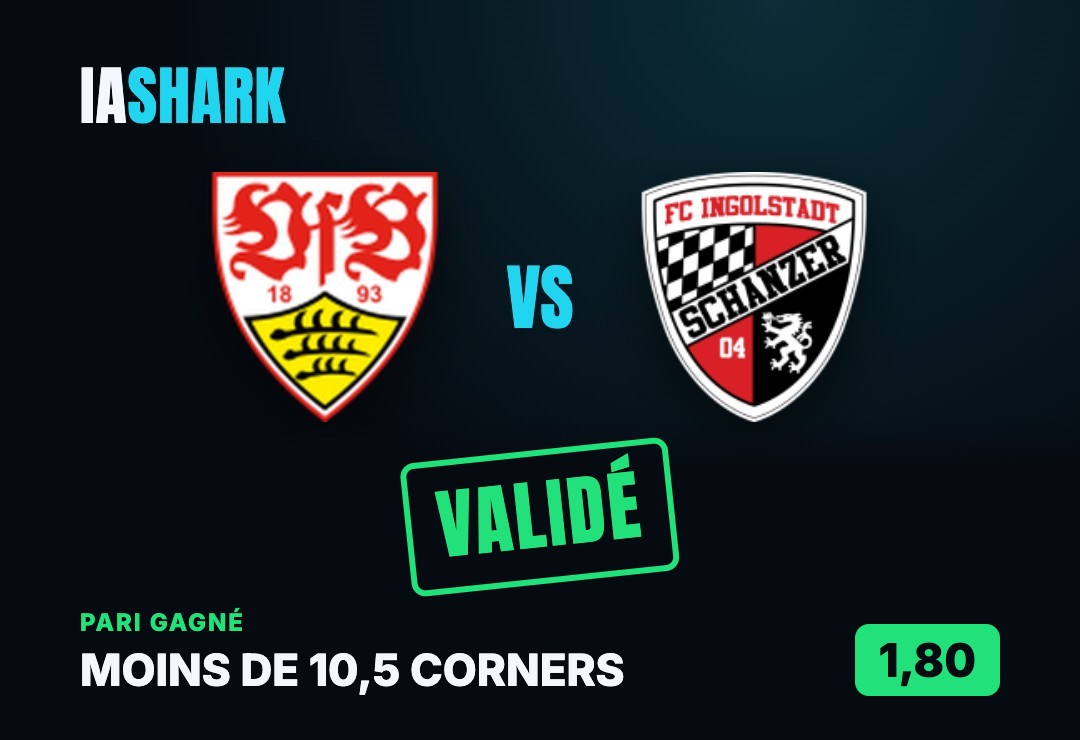 IASHARK
VfB
18 93
FC INGOLSTADT
SCHANZER
04
VS
VALIDÉ
PARI GAGNÉ
MOINS DE 10,5 CORNERS
1,80